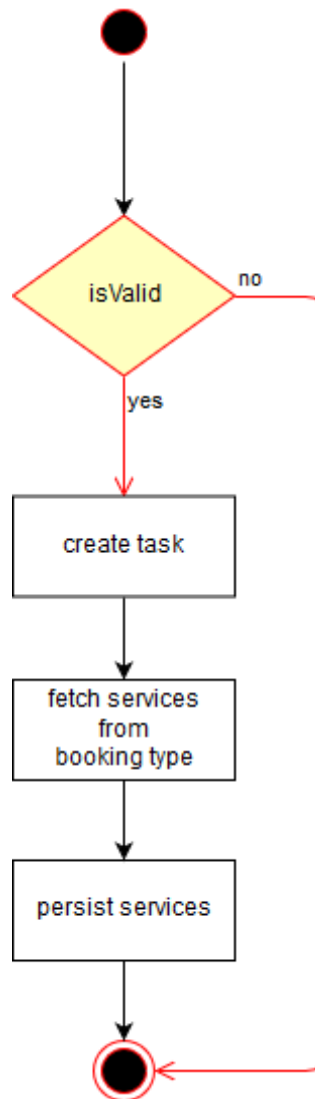 isValid
no
yes
create task
fetch services
from
booking type
persist services